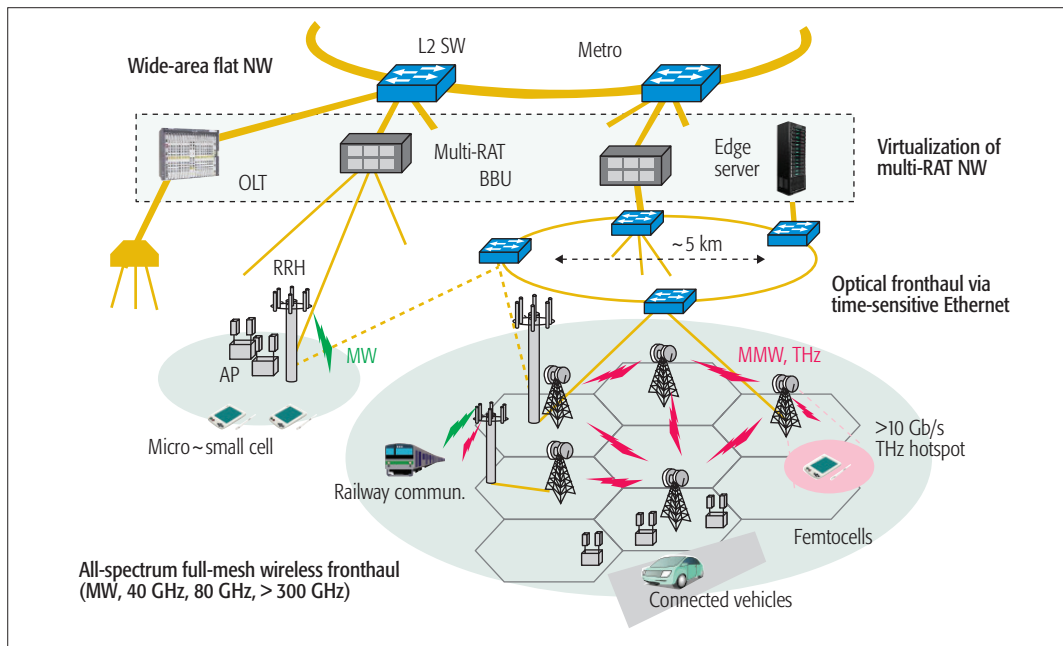 L2 SW
Metro
Wide-area flat NW
Multi-RAT
BBU
Edge
server
Virtualization of
multi-RAT NW
OLT
~5 km
RRH
Optical fronthaul via
time-sensitive Ethernet
MW
MMW, THz
AP
>10 Gb/s
THz hotspot
Micro~small cell
Railway commun.
Femtocells
All-spectrum full-mesh wireless fronthaul
(MW, 40 GHz, 80 GHz, > 300 GHz)
Connected vehicles